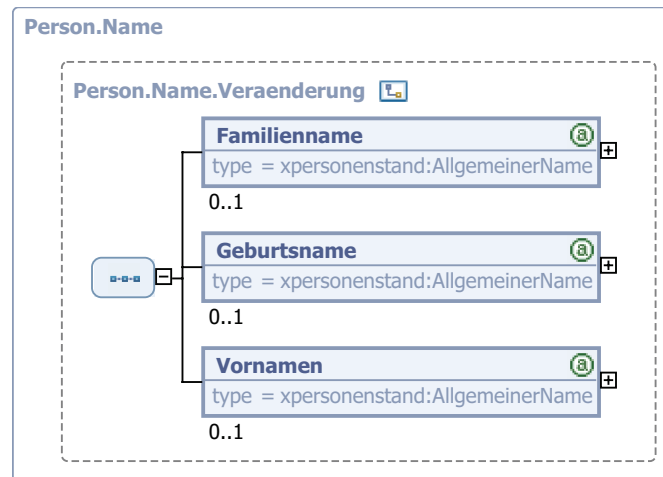 Person.Name
Person.Name.Veraenderung
Familienname
type = xpersonenstand:AllgemeinerName
0..1
Geburtsname
type = xpersonenstand:AllgemeinerName
0..1
Vornamen
type = xpersonenstand:AllgemeinerName
0..1